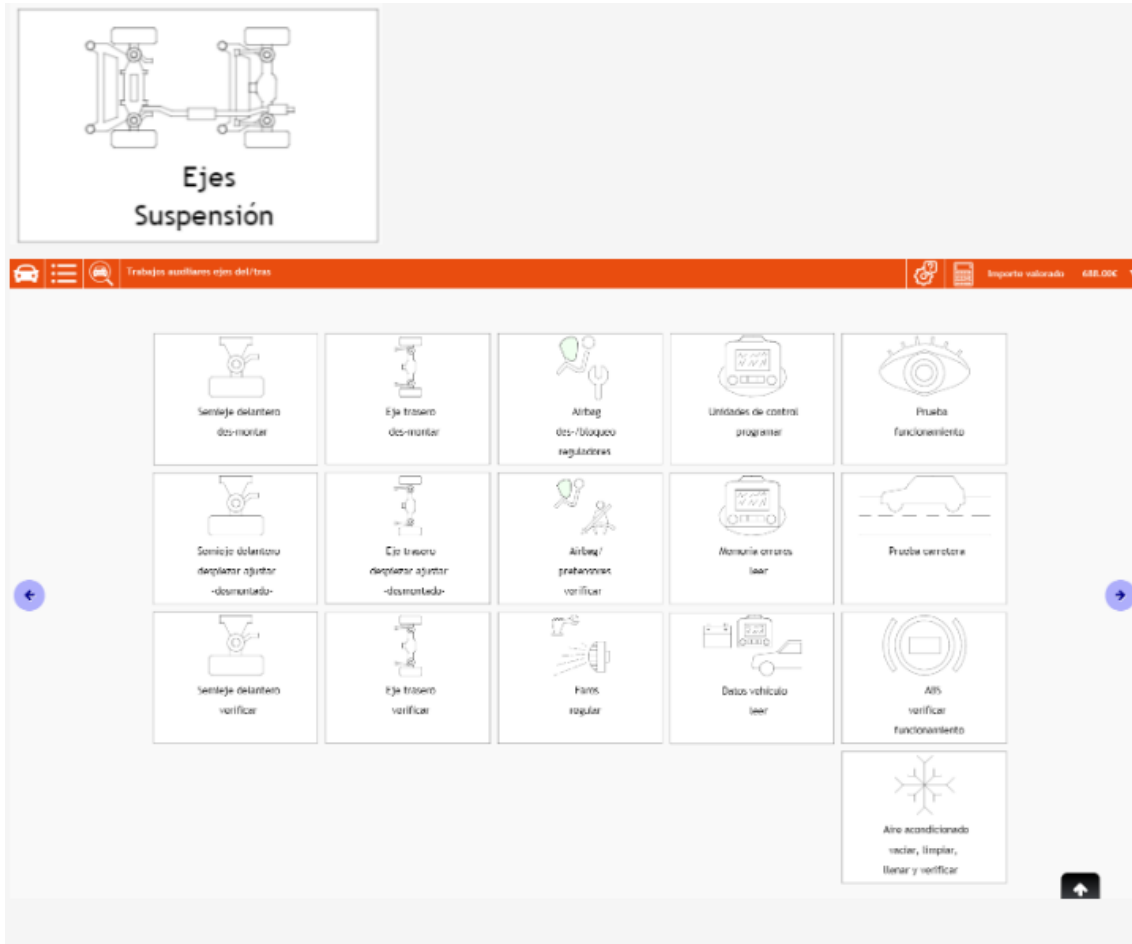 Ejes
Suspensión
Trabajos auxiliares ejes del/tras
Importe valorado 688.00€
Semieje delantero
des-montar
Eje trasero
des-montar
Airbag
des-/bloqueo
reguladores
Unidades de control
programar
Prueba
funcionamiento
Semieje delantero
desplazar ajustar
-desmontado-
Eje trasero
desplazar ajustar
-desmontado-
Airbag/
pretensores
verificar
Memoria errores
leer
Prueba carretera
Semieje delantero
verificar
Eje trasero
verificar
Faros
regular
Datos vehículo
leer
ABS
verificar
funcionamiento
Aire acondicionado
vaciar, limpiar,
llenar y verificar